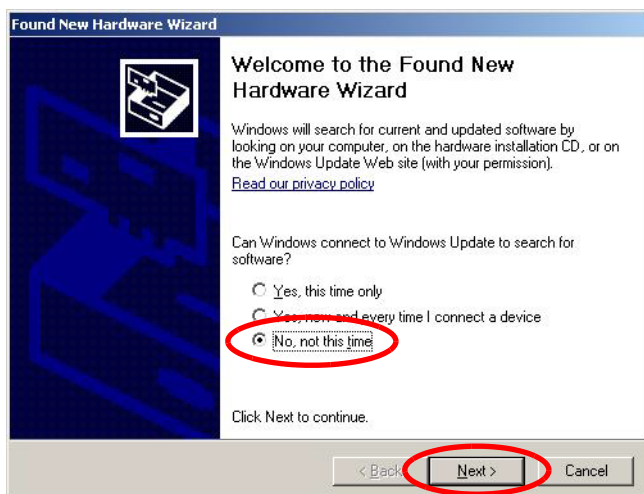 Found New Hardware Wizard
Welcome to the Found New
Hardware Wizard
Windows will search for current and updated software by
looking on your computer, on the hardware installation CD, or on
the Windows Update Web site (with your permission).
Read our privacy policy
Can Windows connect to Windows Update to search for
software?
Yes, this time only
Yes, now and every time I connect a device
No, not this time
Click Next to continue.
< Back
Next >
Cancel